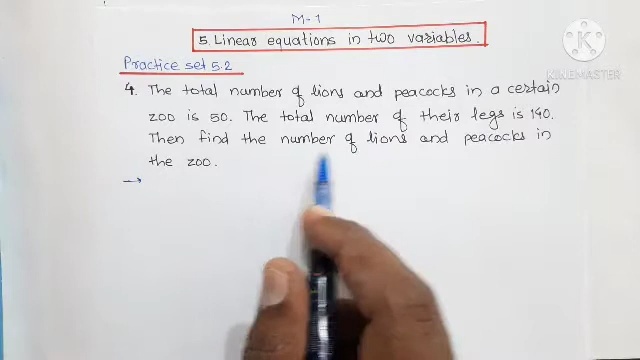 M-1
5. Linear equations in two variables.
Practice set 5.2
4. The total number of lions and peacocks in a certain
zoo is 50. The total number of their legs is 140.
Then find the number of lions and peacocks in
the zoo.
→
KINEMASTER